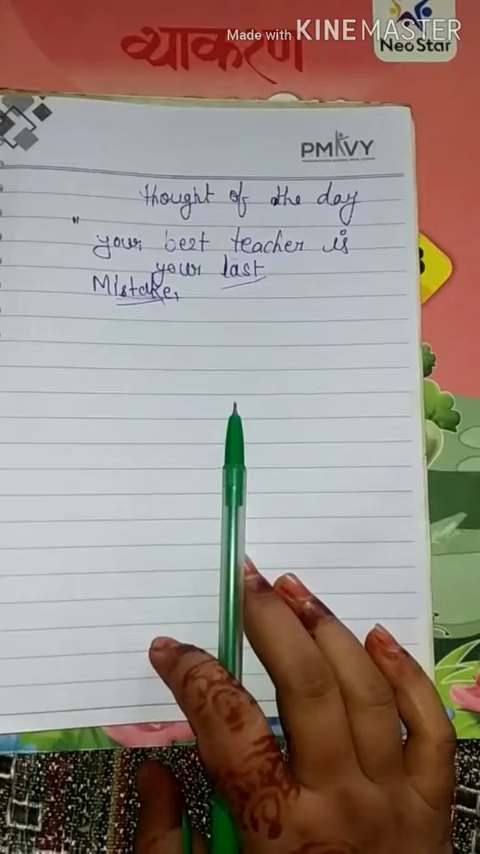 Made with KINEMASTER
व्याकरण
NeoStar
PMKVY
thought of the day
" your best teacher is
your last
Mistake,